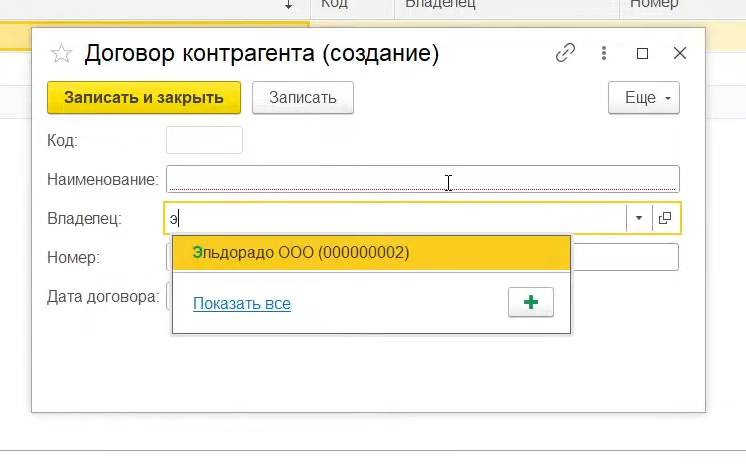 Код Владелец Номер
Договор контрагента (создание)
Записать и закрыть Записать Еще
Код:
Наименование:
Владелец: э
Эльдорадо ООО (000000002)
Номер:
Дата договора:
Показать все